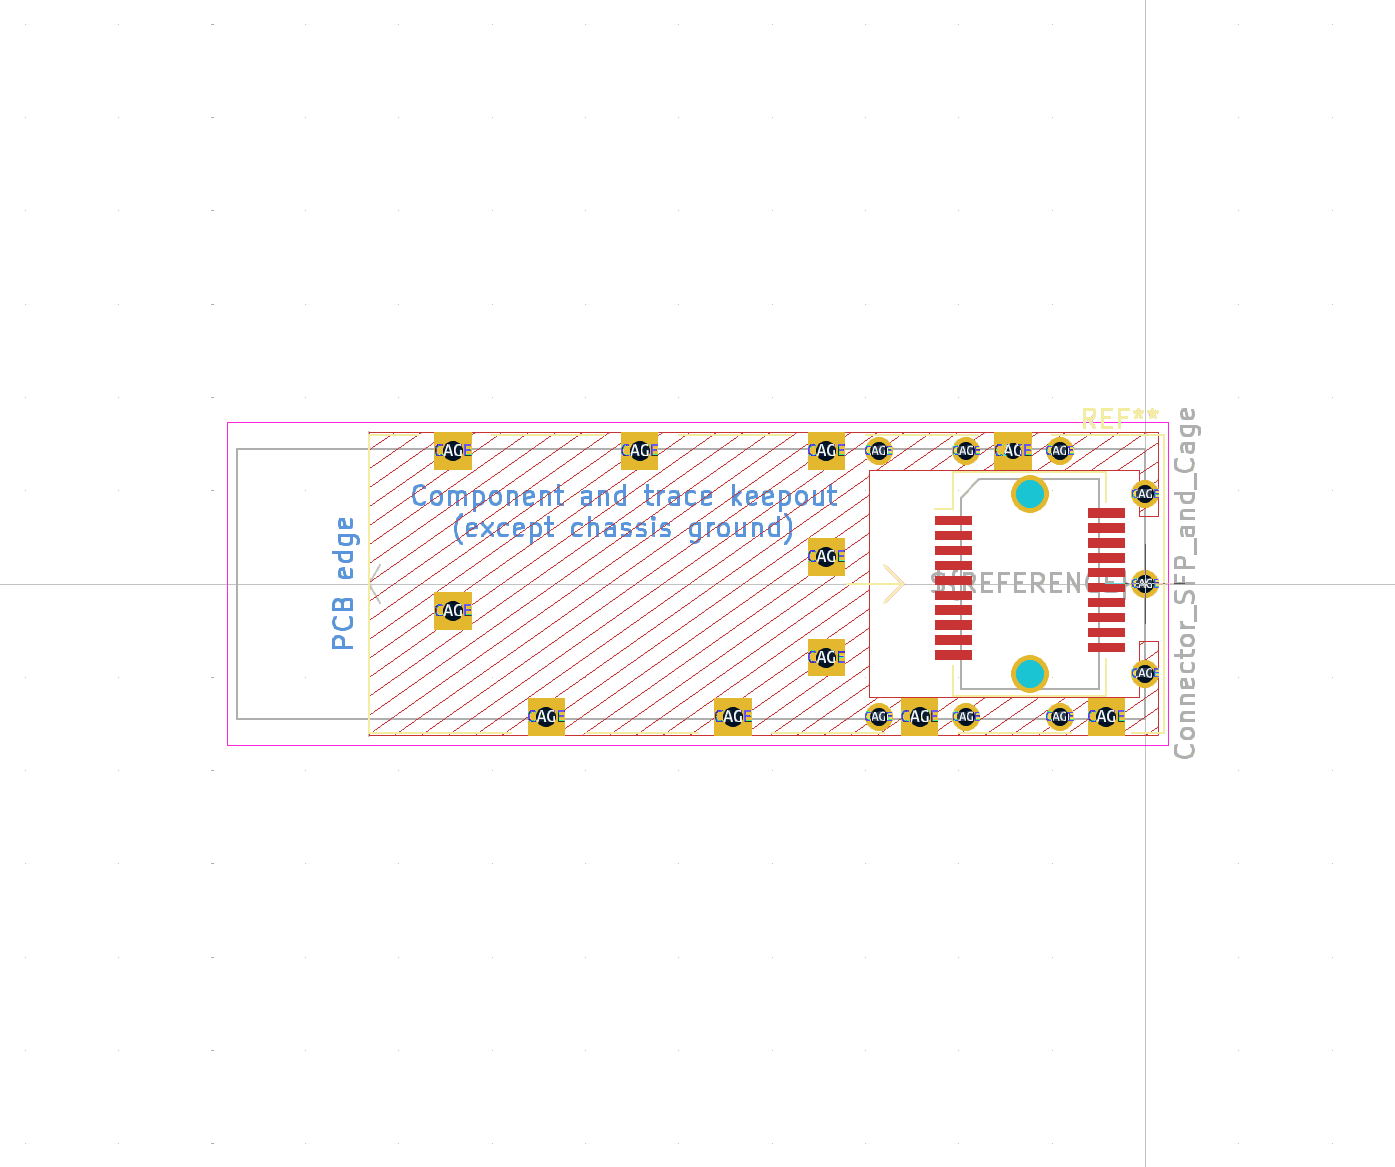 REF**
CAGE CAGE CAGE CAGE CAGE CAGE CAGE
Component and trace keepout
CAGE
(except chassis ground)
CAGE
PCB edge
${REFERENCE}
CAGE
CAGE
CAGE
CAGE
CAGE CAGE CAGE CAGE CAGE CAGE CAGE
Connector_SFP_and_Cage